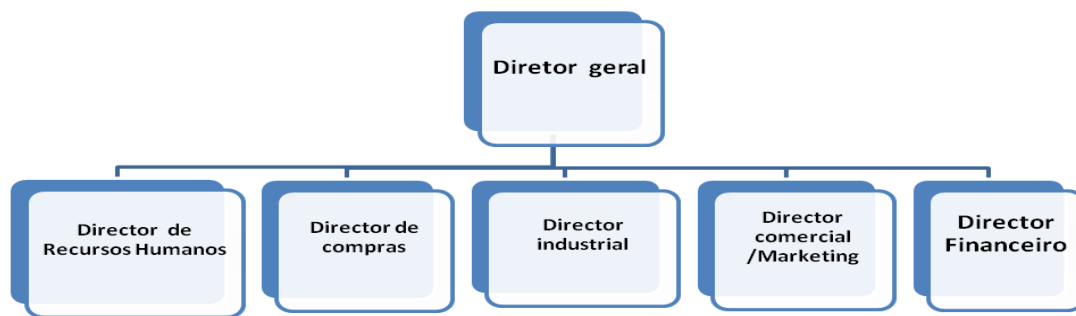 Diretor geral
Director de
Recursos Humanos
Director de
compras
Director
industrial
Director
comercial
/Marketing
Director
Financeiro